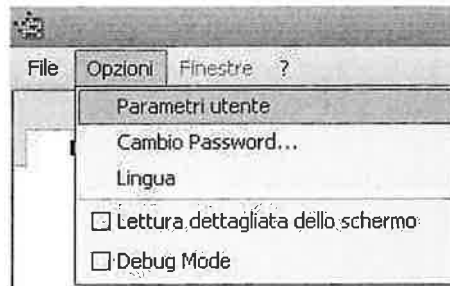 File Opzioni Finestre ?
Parametri utente
Cambio Password...
Lingua
Lettura dettagliata dello schermo
Debug Mode